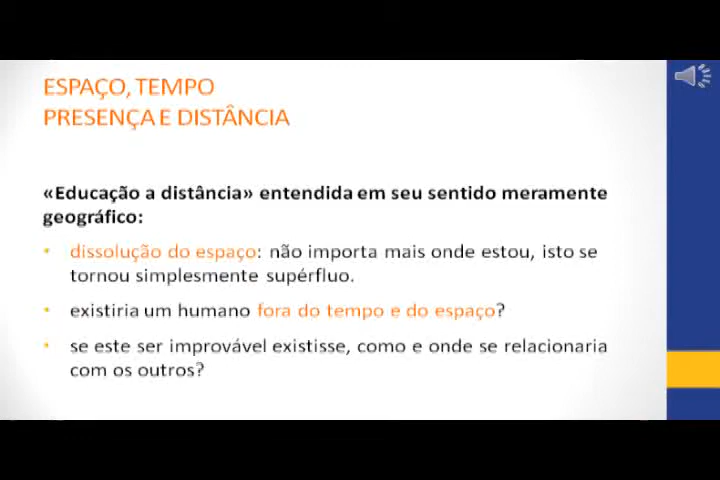 ESPAÇO, TEMPO
PRESENÇA E DISTÂNCIA
«Educação a distância» entendida em seu sentido meramente
geográfico:
• dissolução do espaço: não importa mais onde estou, isto se
tornou simplesmente supérfluo.
• existiria um humano fora do tempo e do espaço?
• se este ser improvável existisse, como e onde se relacionaria
com os outros?